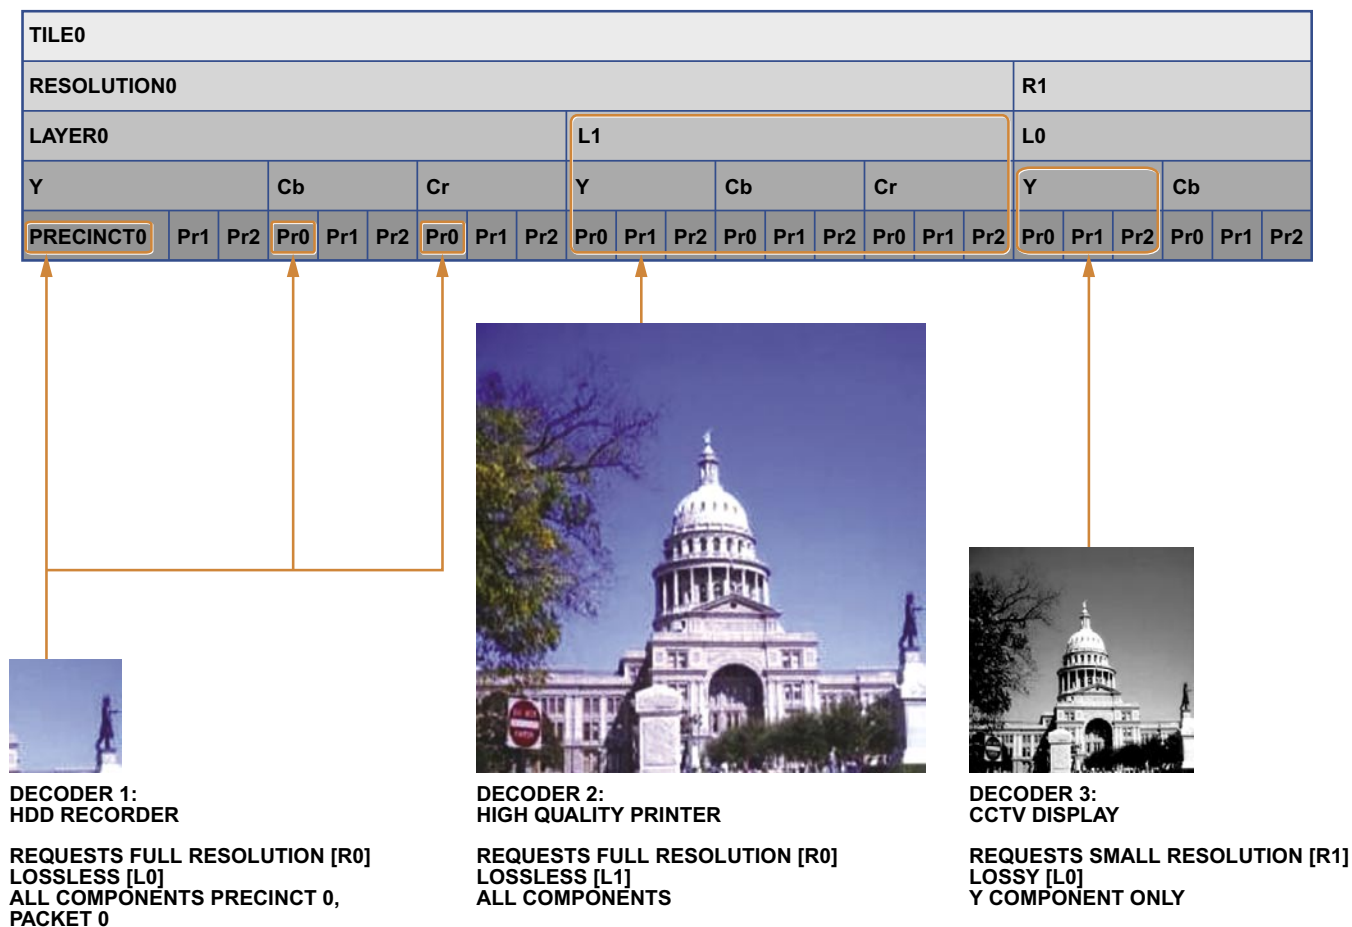 TILE0
RESOLUTION0 R1
LAYER0 L1 L0
Y Cb Cr Y Cb Cr Y Cb
PRECINCT0 Pr1 Pr2 Pr0 Pr1 Pr2 Pr0 Pr1 Pr2 Pr0 Pr1 Pr2 Pr0 Pr1 Pr2 Pr0 Pr1 Pr2 Pr0 Pr1 Pr2 Pr0 Pr1 Pr2
DECODER 1:
HDD RECORDER
REQUESTS FULL RESOLUTION [R0]
LOSSLESS [L0]
ALL COMPONENTS PRECINCT 0,
PACKET 0
DECODER 2:
HIGH QUALITY PRINTER
REQUESTS FULL RESOLUTION [R0]
LOSSLESS [L1]
ALL COMPONENTS
DECODER 3:
CCTV DISPLAY
REQUESTS SMALL RESOLUTION [R1]
LOSSY [L0]
Y COMPONENT ONLY